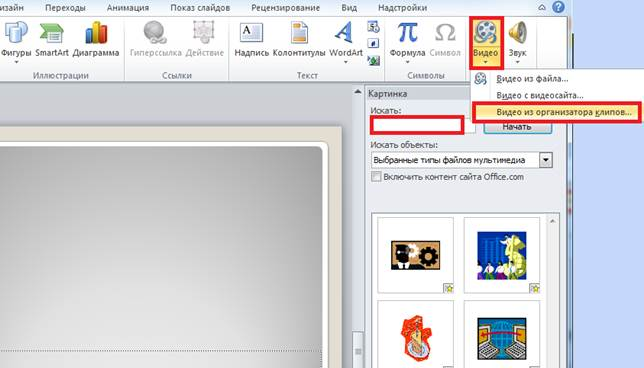 зайн Переходы Анимация Показ слайдов Рецензирование Вид Надстройки
Фигуры SmartArt Диаграмма Гиперссылка Действие Надпись Колонтитулы WordArt Формула Символ Видео Звук
Иллюстрации Ссылки Текст Символы
Видео из файла...
Видео с видеосайта...
Видео из организатора клипов...
Картинка
Искать:
Начать
Искать объекты:
Выбранные типы файлов мультимедиа
Включить контент сайта Office.com